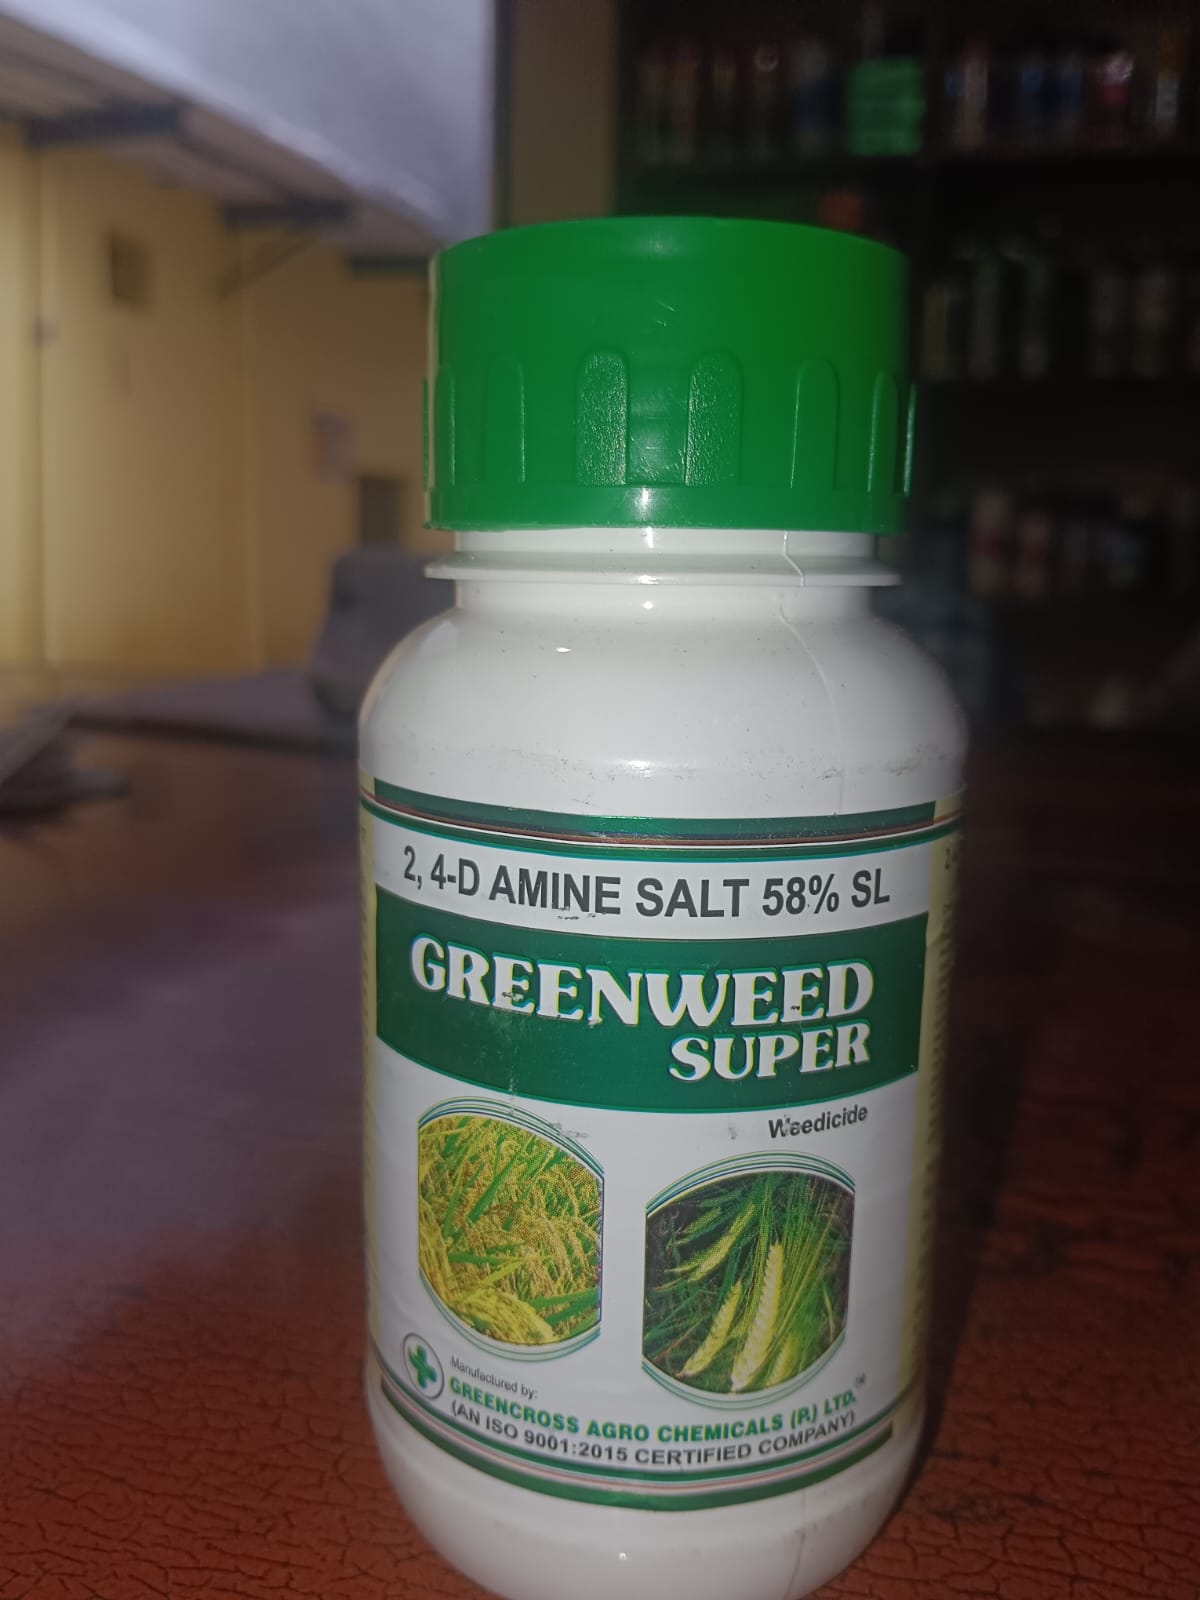 2, 4-D AMINE SALT 58% SL
GREENWEED
SUPER
Weedicide
Manufactured by:
GREENCROSS AGRO CHEMICALS (P.) LTD.™
(AN ISO 9001:2015 CERTIFIED COMPANY)